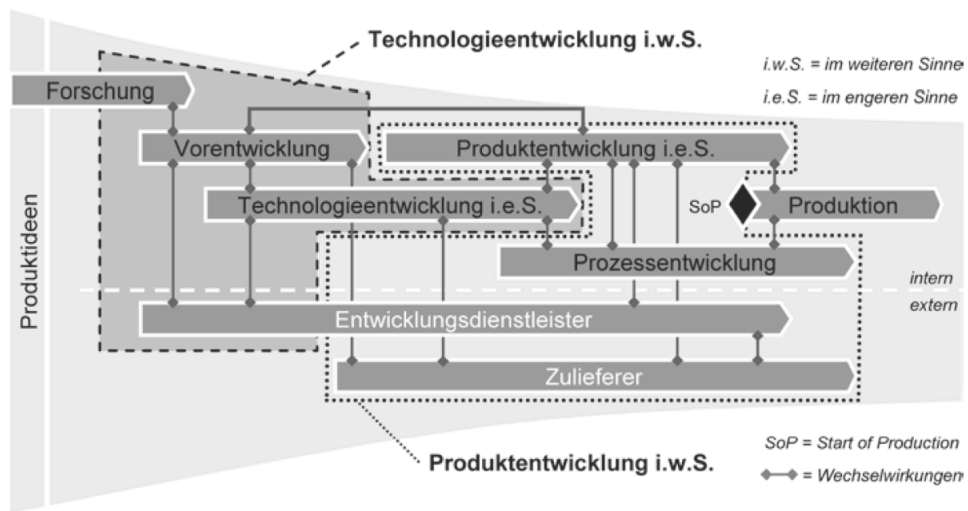 Technologieentwicklung i.w.S.
i.w.S. = im weiteren Sinne
i.e.S. = im engeren Sinne
Forschung
Vorentwicklung
Produktentwicklung i.e.S.
Technologieentwicklung i.e.S.
SoP
Produktion
Prozessentwicklung
Produktideen
intern
extern
Entwicklungsdienstleister
Zulieferer
SoP = Start of Production
Produktentwicklung i.w.S.
= Wechselwirkungen